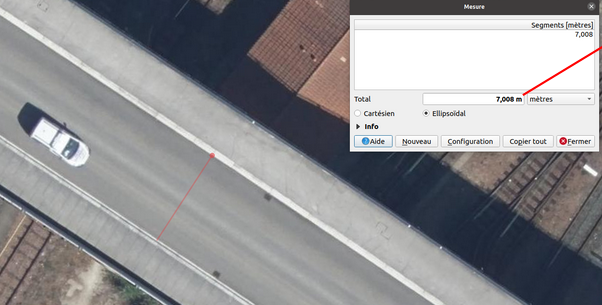 Mesure
Segments [mètres]
7,008
Total 7,008 m mètres
Cartésien Ellipsoïdal
Info
Aide Nouveau Configuration Copier tout Fermer